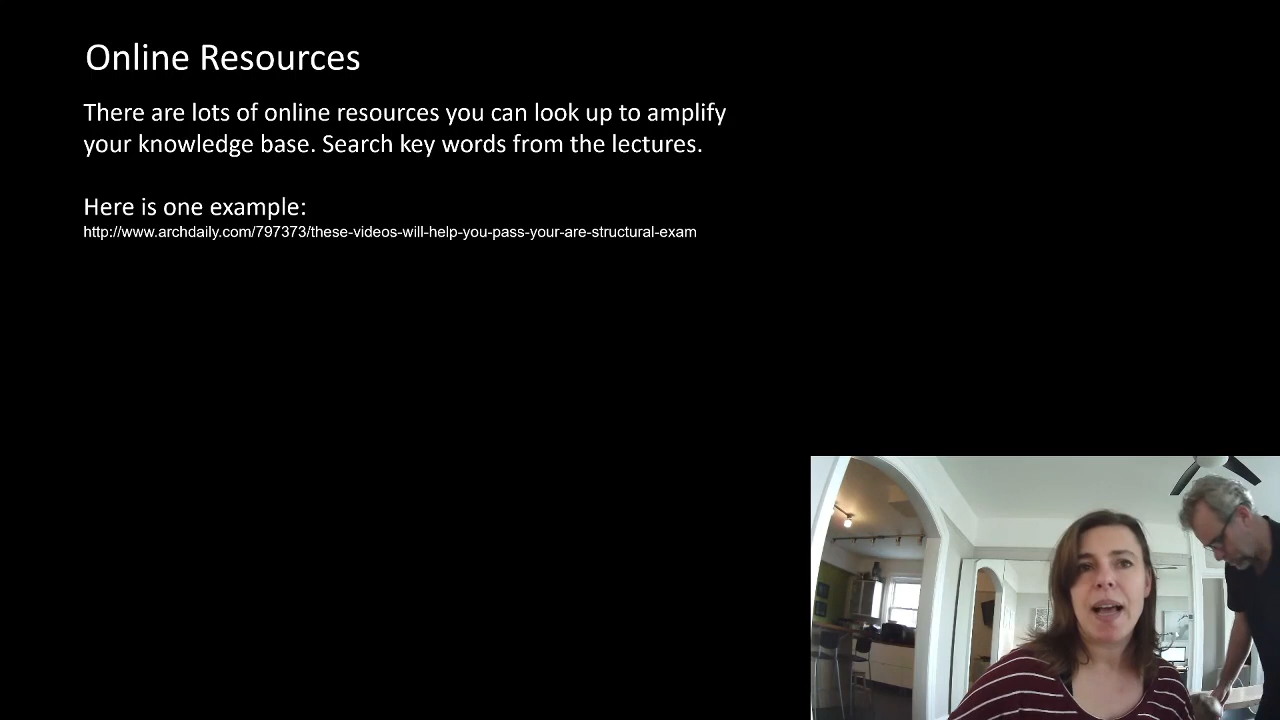 Online Resources
There are lots of online resources you can look up to amplify
your knowledge base. Search key words from the lectures.
Here is one example:
http://www.archdaily.com/797373/these-videos-will-help-you-pass-your-are-structural-exam